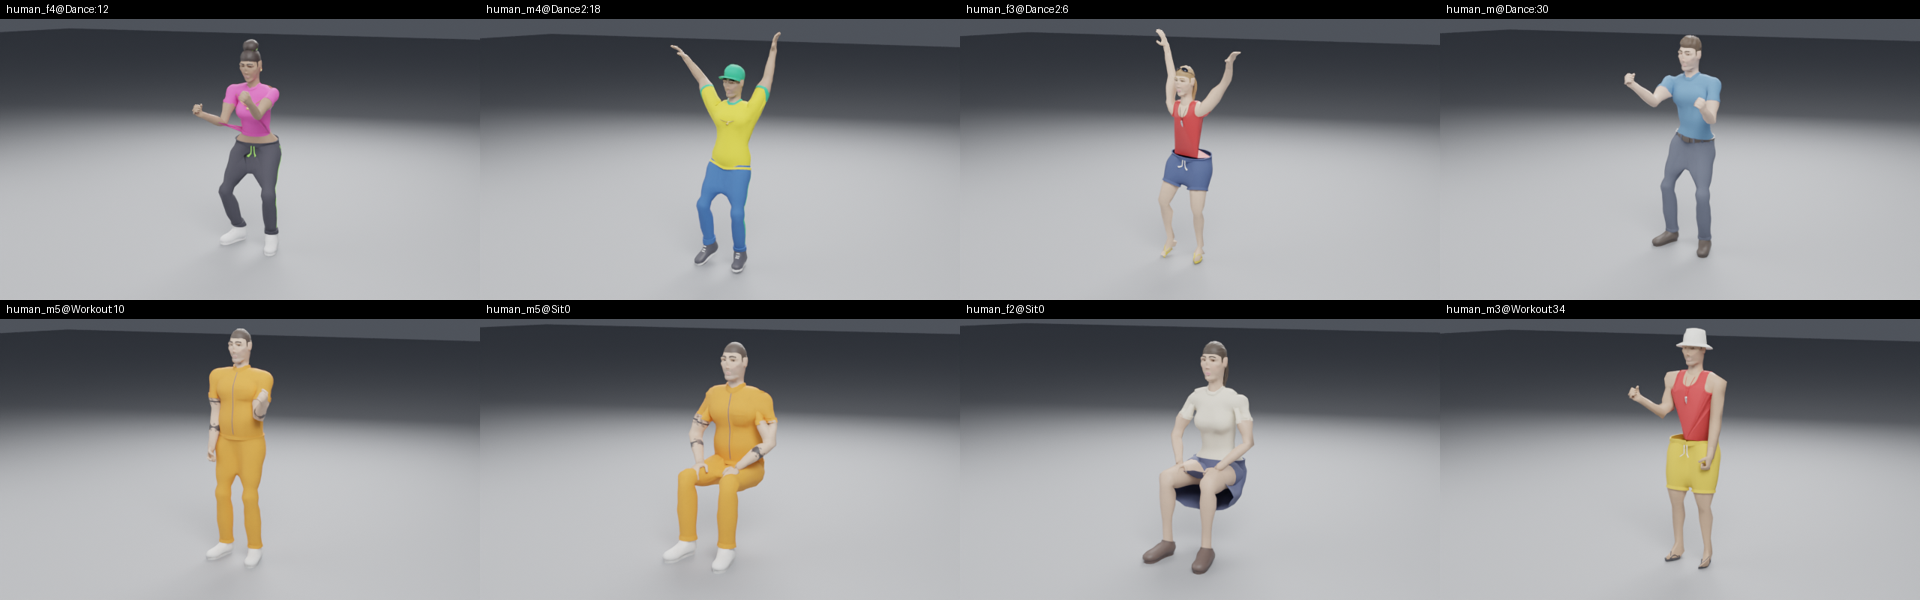 human_f4@Dance:12
human_m4@Dance2:18
human_f3@Dance2:6
human_m@Dance:30
human_m5@Workout:10
human_m5@Sit:0
human_f2@Sit:0
human_m3@Workout:34